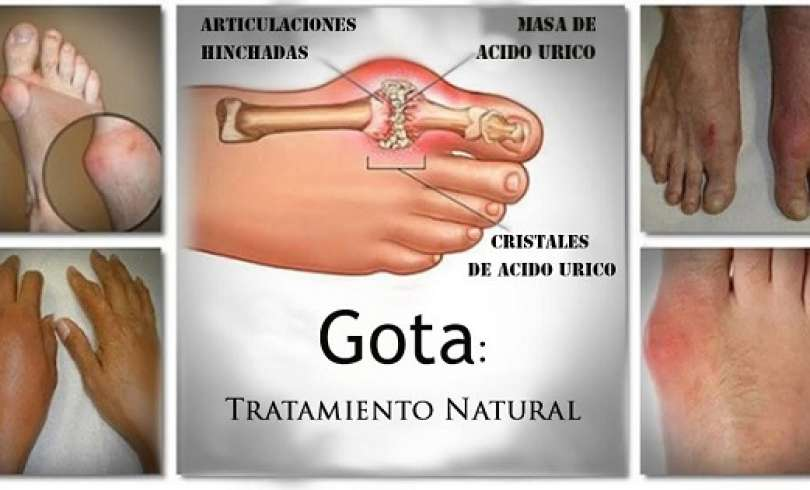 ARTICULACIONES
HINCHADAS
MASA DE
ACIDO URICO
CRISTALES
DE ACIDO URICO
Gota:
TRATAMIENTO NATURAL